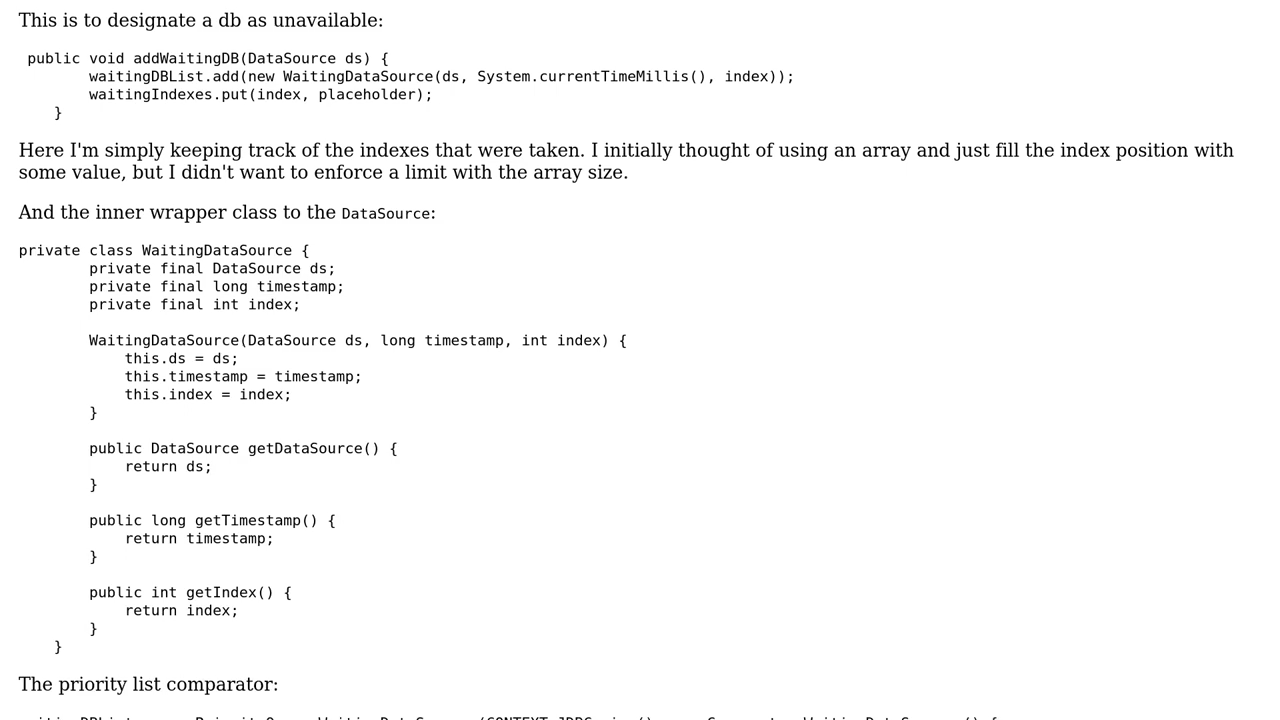 This is to designate a db as unavailable:
public void addWaitingDB(DataSource ds) {
waitingDBList.add(new WaitingDataSource(ds, System.currentTimeMillis(), index));
waitingIndexes.put(index, placeholder);
}
Here I'm simply keeping track of the indexes that were taken. I initially thought of using an array and just fill the index position with
some value, but I didn't want to enforce a limit with the array size.
And the inner wrapper class to the DataSource:
private class WaitingDataSource {
private final DataSource ds;
private final long timestamp;
private final int index;
WaitingDataSource(DataSource ds, long timestamp, int index) {
this.ds = ds;
this.timestamp = timestamp;
this.index = index;
}
public DataSource getDataSource() {
return ds;
}
public long getTimestamp() {
return timestamp;
}
public int getIndex() {
return index;
}
}
The priority list comparator: